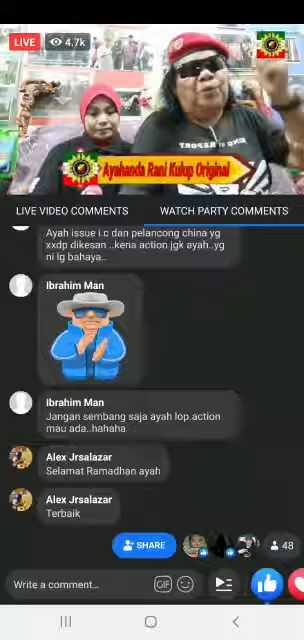 LIVE
4.7k
Ayahanda Rani Kulup Original
LIVE VIDEO COMMENTS
WATCH PARTY COMMENTS
Ayah issue i.c dan pelancong china yg
xxdp dikesan ..kena action jgk ayah..yg
ni lg bahaya..
Ibrahim Man
Ibrahim Man
Jangan sembang saja ayah lop.action
mau ada..hahaha
Alex Jrsalazar
Selamat Ramadhan ayah
Alex Jrsalazar
Terbaik
SHARE
48
Write a comment...
GIF